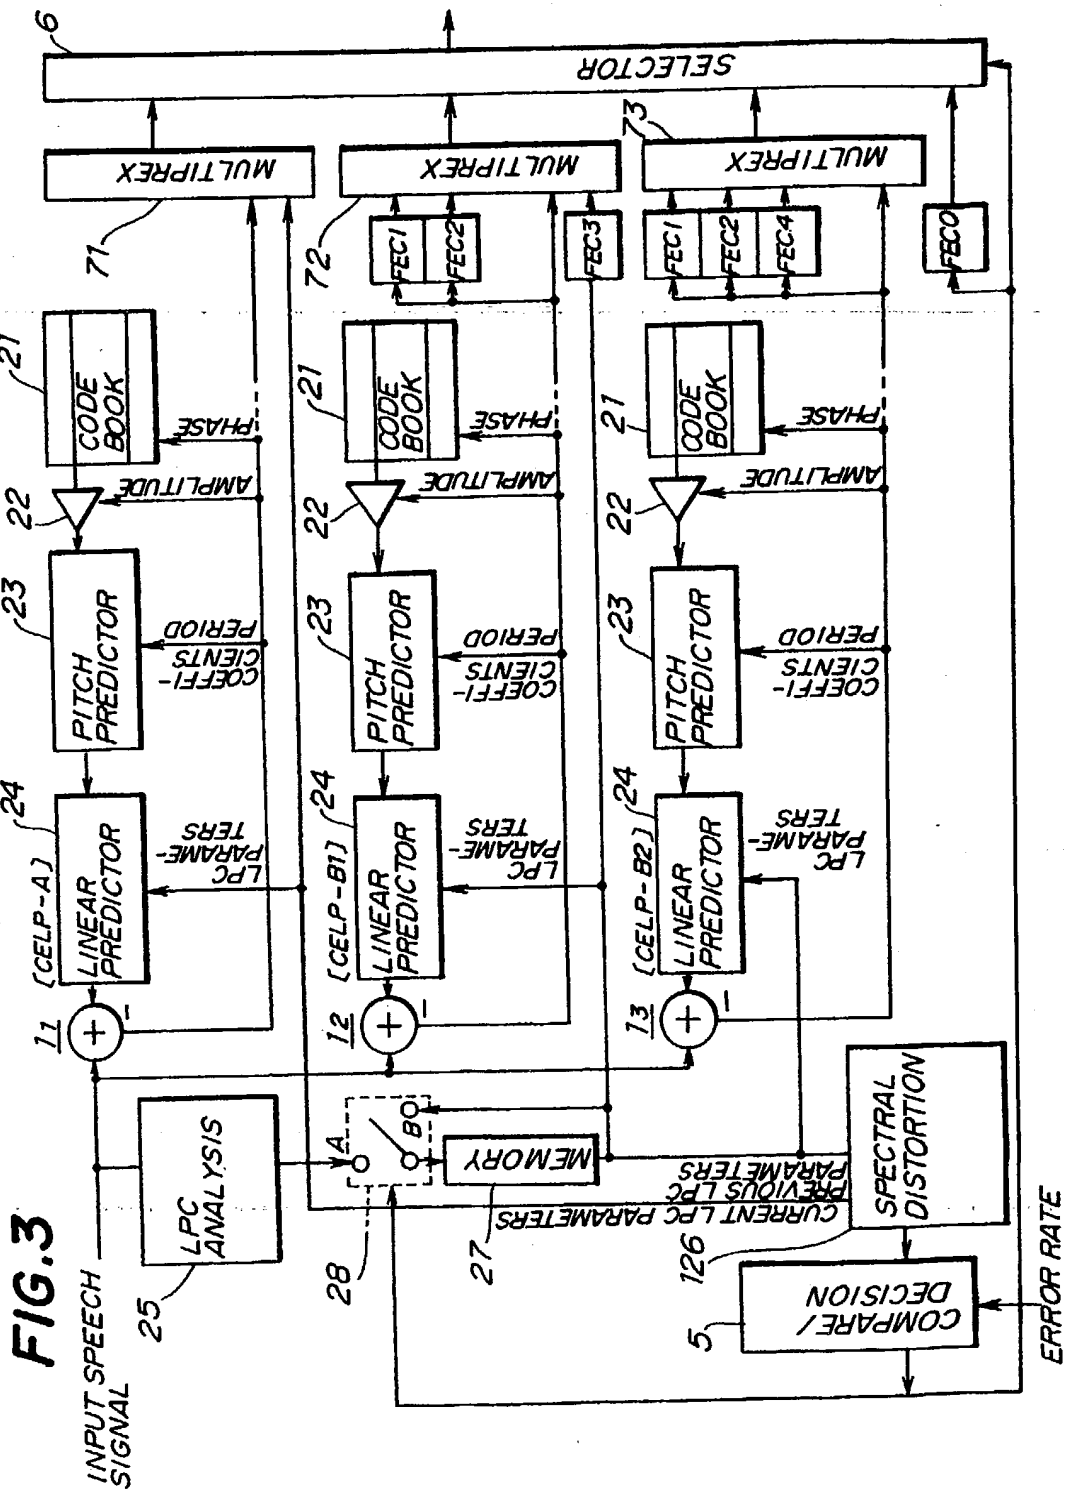 FIG.3
INPUT SPEECH
SIGNAL
25
LPC
ANALYSIS
11
[CELP-A]
24
LINEAR
PREDICTOR
LPC
PARAME-
TERS
23
PITCH
PREDICTOR
COEFFI-
CIENTS
PERIOD
22
AMPLITUDE
21
CODE
BOOK
PHASE
71
MULTIPREX
6
SELECTOR
28
A
B
27
MEMORY
12
[CELP-B1]
24
LINEAR
PREDICTOR
LPC
PARAME-
TERS
23
PITCH
PREDICTOR
COEFFI-
CIENTS
PERIOD
22
AMPLITUDE
21
CODE
BOOK
PHASE
72
FEC1
FEC2
FEC3
MULTIPREX
13
[CELP-B2]
24
LINEAR
PREDICTOR
LPC
PARAME-
TERS
23
PITCH
PREDICTOR
COEFFI-
CIENTS
PERIOD
22
AMPLITUDE
21
CODE
BOOK
PHASE
73
FEC1
FEC2
FEC4
MULTIPREX
FEC0
CURRENT LPC PARAMETERS
PREVIOUS LPC
PARAMETERS
126
SPECTRAL
DISTORTION
5
COMPARE/
DECISION
ERROR RATE